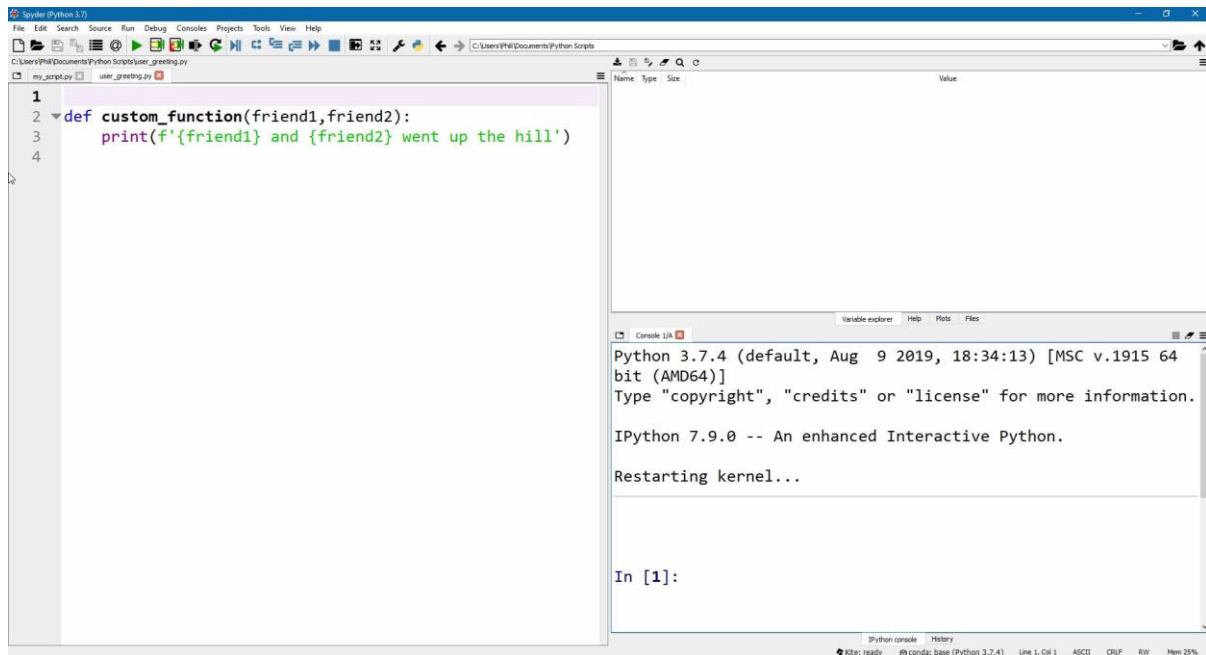 Spyder (Python 3.7)
File Edit Search Source Run Debug Consoles Projects Tools View Help
C:\Users\Phil\Documents\Python Scripts
C:\Users\Phil\Documents\Python Scripts\user_greeting.py
my_script.py user_greeting.py
1
2 def custom_function(friend1,friend2):
3 print(f'{friend1} and {friend2} went up the hill')
4
Name Type Size Value
Variable explorer Help Plots Files
Console 1/A
Python 3.7.4 (default, Aug 9 2019, 18:34:13) [MSC v.1915 64
bit (AMD64)]
Type "copyright", "credits" or "license" for more information.
IPython 7.9.0 -- An enhanced Interactive Python.
Restarting kernel...
In [1]:
IPython console History
Kite: ready conda: base (Python 3.7.4) Line 1, Col 1 ASCII CRLF RW Mem 25%